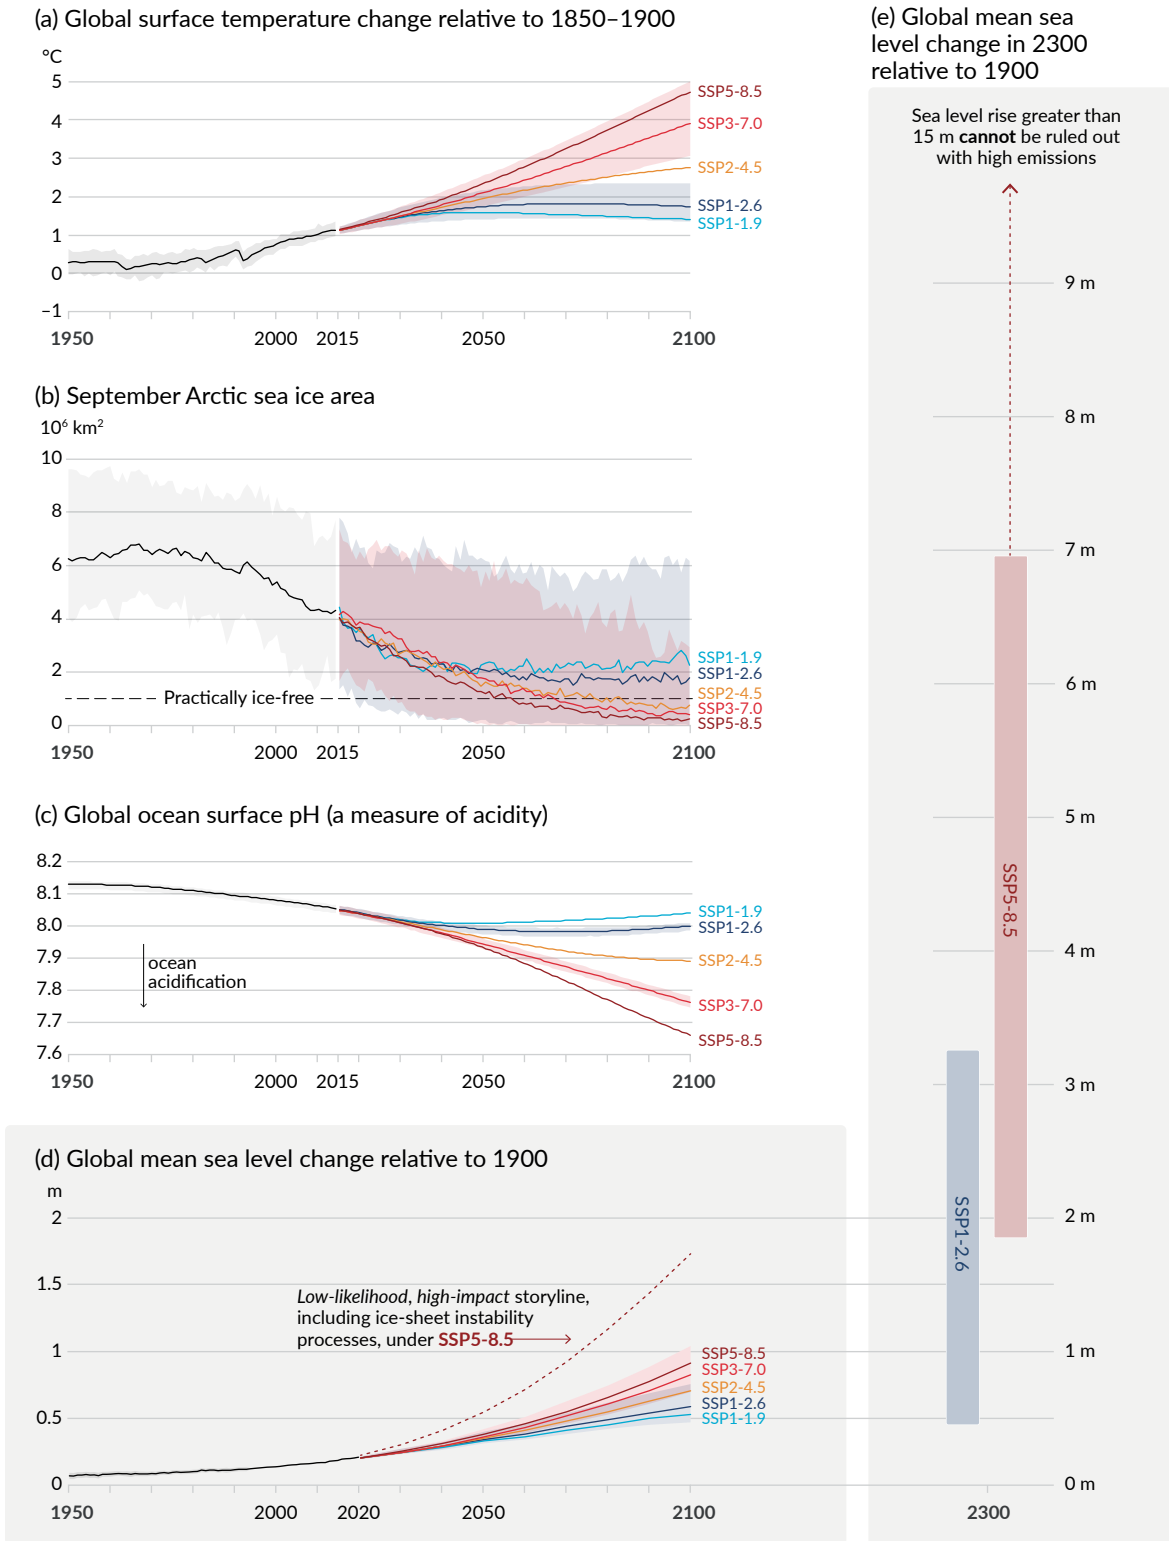 (a) Global surface temperature change relative to 1850–1900
°C
5
4
3
2
1
0
–1
SSP5-8.5
SSP3-7.0
SSP2-4.5
SSP1-2.6
SSP1-1.9
1950 2000 2015 2050 2100
(b) September Arctic sea ice area
10⁶ km²
10
8
6
4
2
0
Practically ice-free
SSP1-1.9
SSP1-2.6
SSP2-4.5
SSP3-7.0
SSP5-8.5
1950 2000 2015 2050 2100
(c) Global ocean surface pH (a measure of acidity)
8.2
8.1
8.0
7.9
7.8
7.7
7.6
ocean
acidification
SSP1-1.9
SSP1-2.6
SSP2-4.5
SSP3-7.0
SSP5-8.5
1950 2000 2015 2050 2100
(d) Global mean sea level change relative to 1900
m
2
1.5
1
0.5
0
Low-likelihood, high-impact storyline,
including ice-sheet instability
processes, under SSP5-8.5
SSP5-8.5
SSP3-7.0
SSP2-4.5
SSP1-2.6
SSP1-1.9
1950 2000 2020 2050 2100
(e) Global mean sea
level change in 2300
relative to 1900
Sea level rise greater than
15 m cannot be ruled out
with high emissions
9 m
8 m
7 m
6 m
5 m
4 m
3 m
2 m
1 m
0 m
SSP5-8.5
SSP1-2.6
2300